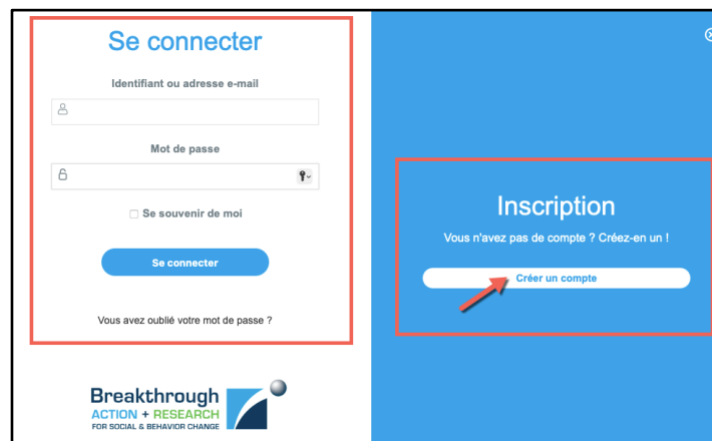 Se connecter
Identifiant ou adresse e-mail
Mot de passe
Se souvenir de moi
Se connecter
Vous avez oublié votre mot de passe ?
Breakthrough
ACTION + RESEARCH
FOR SOCIAL & BEHAVIOR CHANGE
Inscription
Vous n'avez pas de compte ? Créez-en un !
Créer un compte